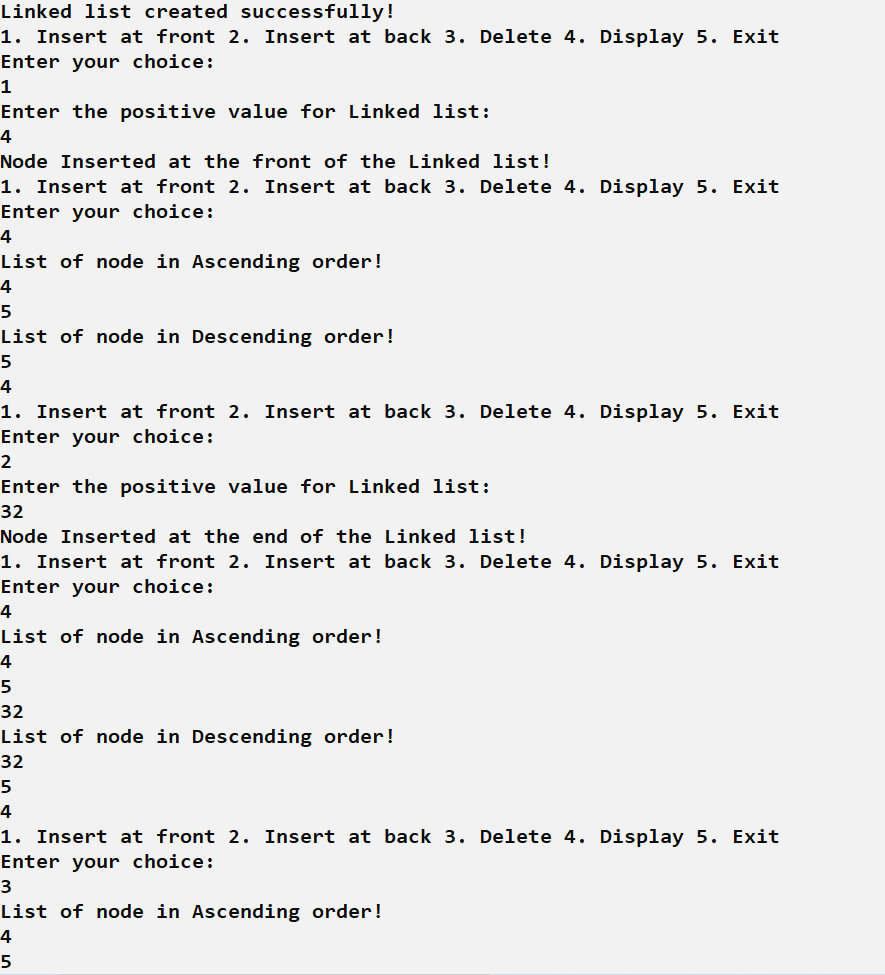 Linked list created successfully!
1. Insert at front 2. Insert at back 3. Delete 4. Display 5. Exit
Enter your choice:
1
Enter the positive value for Linked list:
4
Node Inserted at the front of the Linked list!
1. Insert at front 2. Insert at back 3. Delete 4. Display 5. Exit
Enter your choice:
4
List of node in Ascending order!
4
5
List of node in Descending order!
5
4
1. Insert at front 2. Insert at back 3. Delete 4. Display 5. Exit
Enter your choice:
2
Enter the positive value for Linked list:
32
Node Inserted at the end of the Linked list!
1. Insert at front 2. Insert at back 3. Delete 4. Display 5. Exit
Enter your choice:
4
List of node in Ascending order!
4
5
32
List of node in Descending order!
32
5
4
1. Insert at front 2. Insert at back 3. Delete 4. Display 5. Exit
Enter your choice:
3
List of node in Ascending order!
4
5